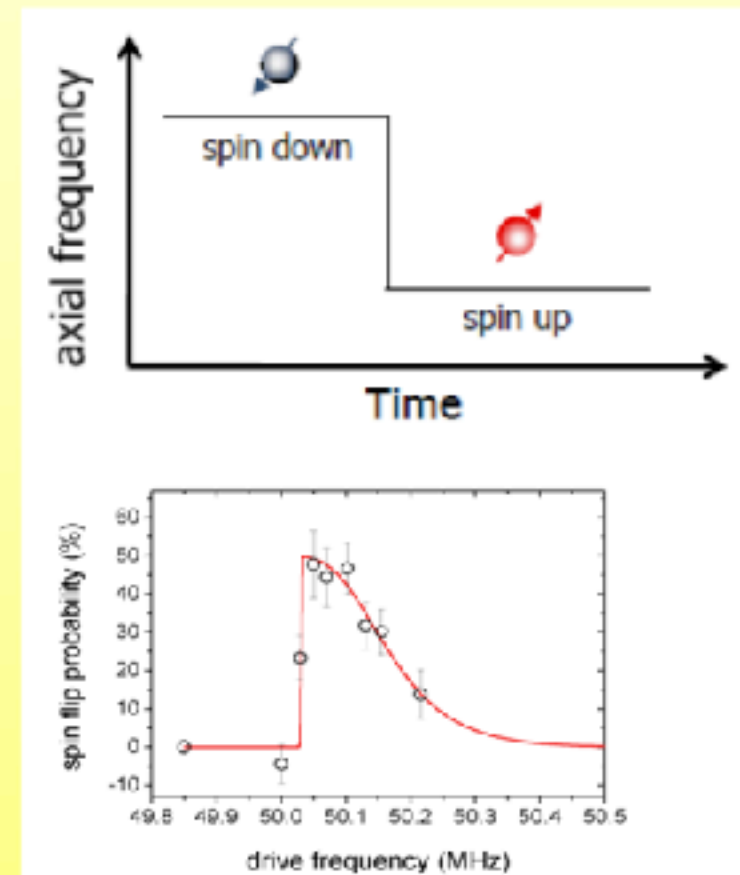 axial frequency
spin down
spin up
Time
spin flip probability (%)
60
50
40
30
20
10
0
-10
49.8 49.9 50.0 50.1 50.2 50.3 50.4 50.5
drive frequency (MHz)